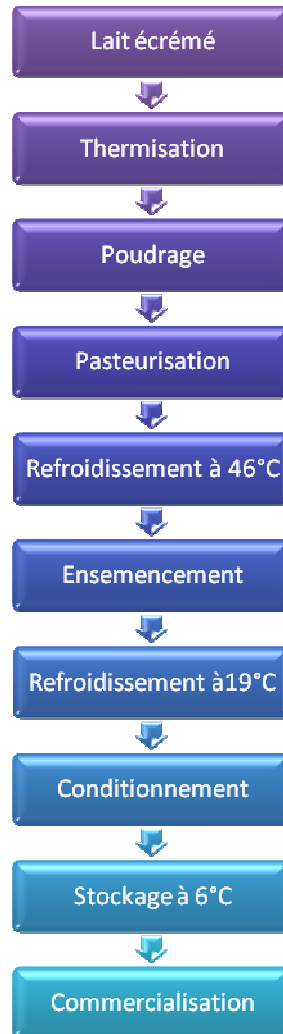 Lait écrémé
Thermisation
Poudrage
Pasteurisation
Refroidissement à 46°C
Ensemencement
Refroidissement à19°C
Conditionnement
Stockage à 6°C
Commercialisation